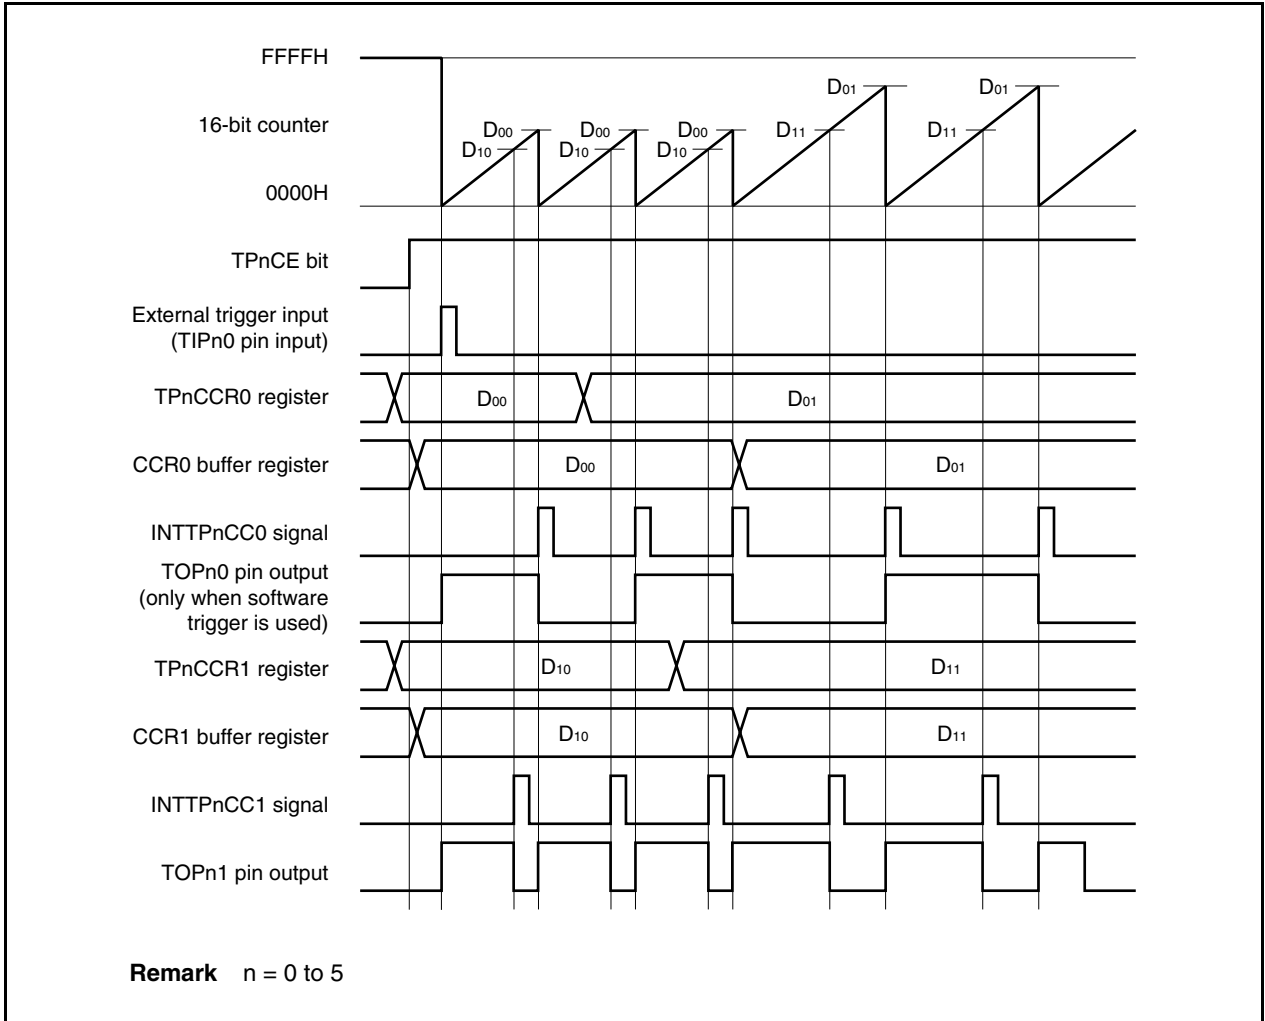 FFFFH
D01 D01
16-bit counter
D00 D00 D00 D11 D11
D10 D10 D10
0000H
TPnCE bit
External trigger input
(TIPn0 pin input)
TPnCCR0 register D00 D01
CCR0 buffer register D00 D01
INTTPnCC0 signal
TOPn0 pin output
(only when software
trigger is used)
TPnCCR1 register D10 D11
CCR1 buffer register D10 D11
INTTPnCC1 signal
TOPn1 pin output
Remark n = 0 to 5